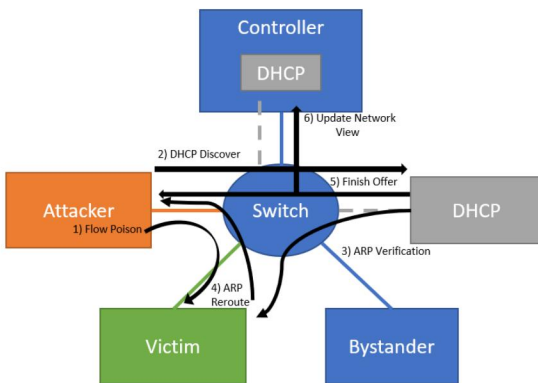 Controller
DHCP
6) Update Network
View
2) DHCP Discover
5) Finish Offer
Attacker
Switch
DHCP
1) Flow Poison
3) ARP Verification
4) ARP
Reroute
Victim
Bystander